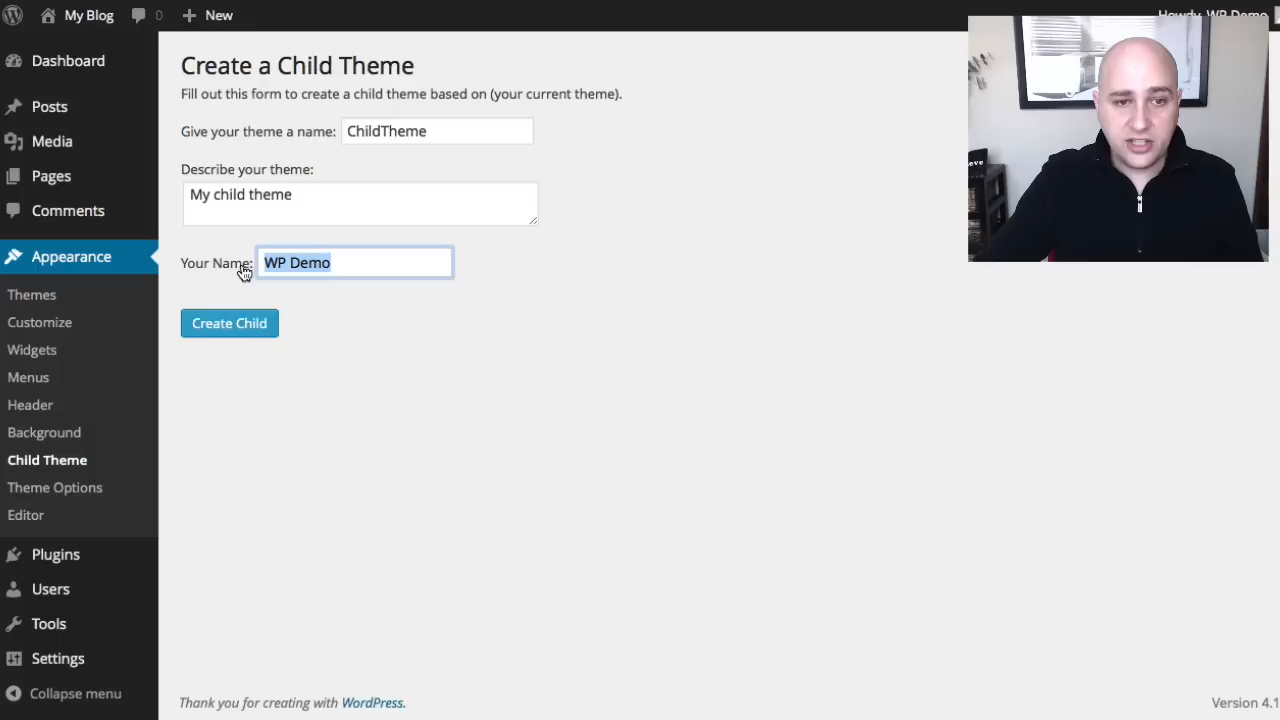 My Blog 0 New
Howdy, WP Demo
Dashboard
Posts
Media
Pages
Comments
Appearance
Themes
Customize
Widgets
Menus
Header
Background
Child Theme
Theme Options
Editor
Plugins
Users
Tools
Settings
Collapse menu
Create a Child Theme
Fill out this form to create a child theme based on (your current theme).
Give your theme a name: ChildTheme
Describe your theme:
My child theme
Your Name: WP Demo
Create Child
Thank you for creating with WordPress.
Version 4.1